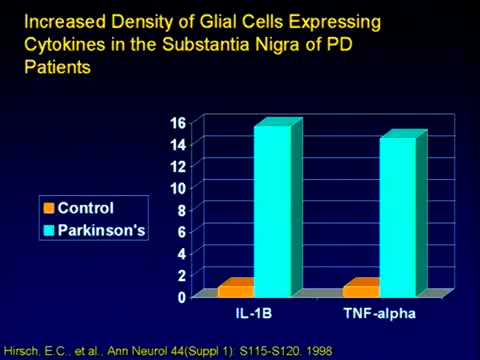 Increased Density of Glial Cells Expressing
Cytokines in the Substantia Nigra of PD
Patients
16
14
12
10
8
6
4
2
0
Control
Parkinson's
IL-1B
TNF-alpha
Hirsch, E.C., et al., Ann Neurol 44(Suppl 1): S115-S120, 1998